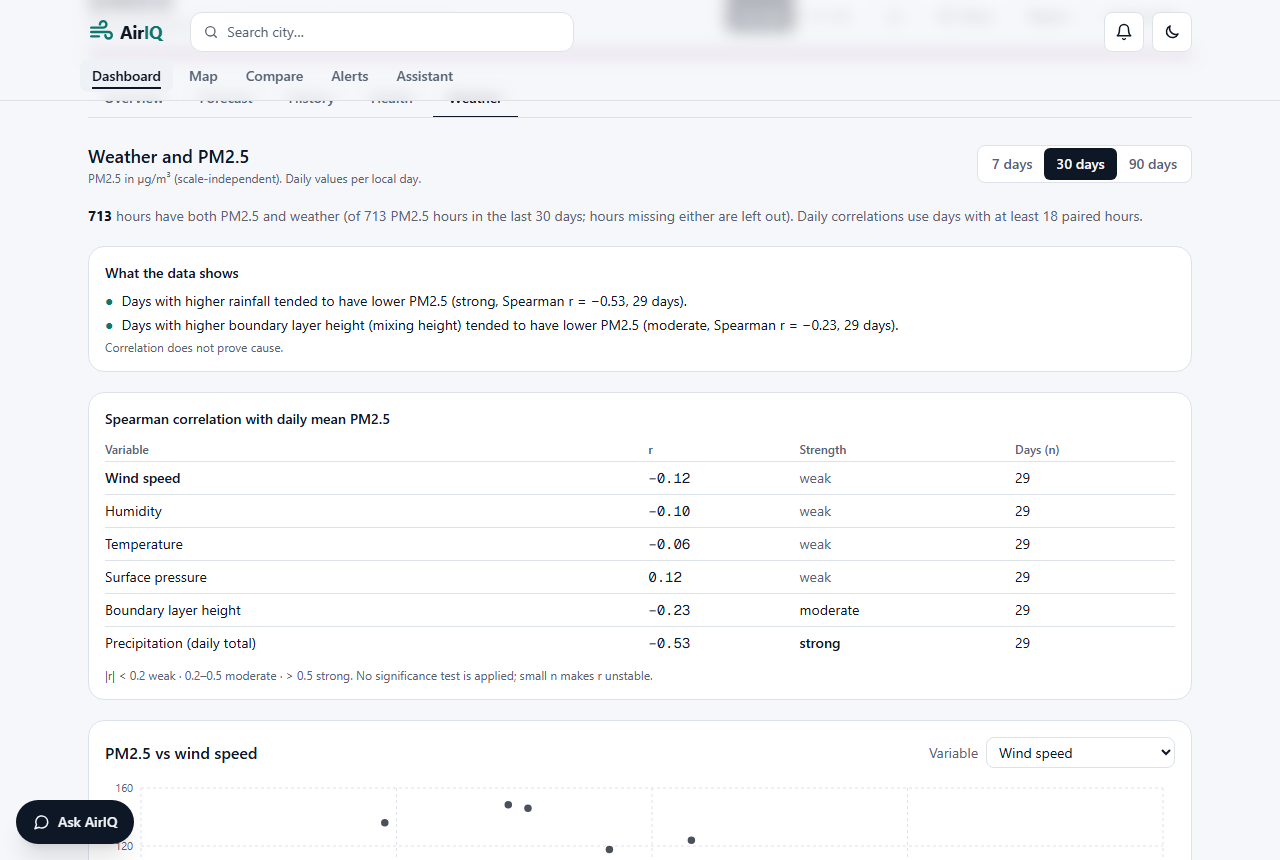 AirIQ
Search city...
Dashboard Map Compare Alerts Assistant
Overview Forecast History Health Weather
Weather and PM2.5
PM2.5 in µg/m³ (scale-independent). Daily values per local day.
7 days 30 days 90 days
713 hours have both PM2.5 and weather (of 713 PM2.5 hours in the last 30 days; hours missing either are left out). Daily correlations use days with at least 18 paired hours.
What the data shows
Days with higher rainfall tended to have lower PM2.5 (strong, Spearman r = −0.53, 29 days).
Days with higher boundary layer height (mixing height) tended to have lower PM2.5 (moderate, Spearman r = −0.23, 29 days).
Correlation does not prove cause.
Spearman correlation with daily mean PM2.5
Variable r Strength Days (n)
Wind speed −0.12 weak 29
Humidity −0.10 weak 29
Temperature −0.06 weak 29
Surface pressure 0.12 weak 29
Boundary layer height −0.23 moderate 29
Precipitation (daily total) −0.53 strong 29
|r| < 0.2 weak · 0.2–0.5 moderate · > 0.5 strong. No significance test is applied; small n makes r unstable.
PM2.5 vs wind speed
Variable Wind speed
160
Ask AirIQ
120